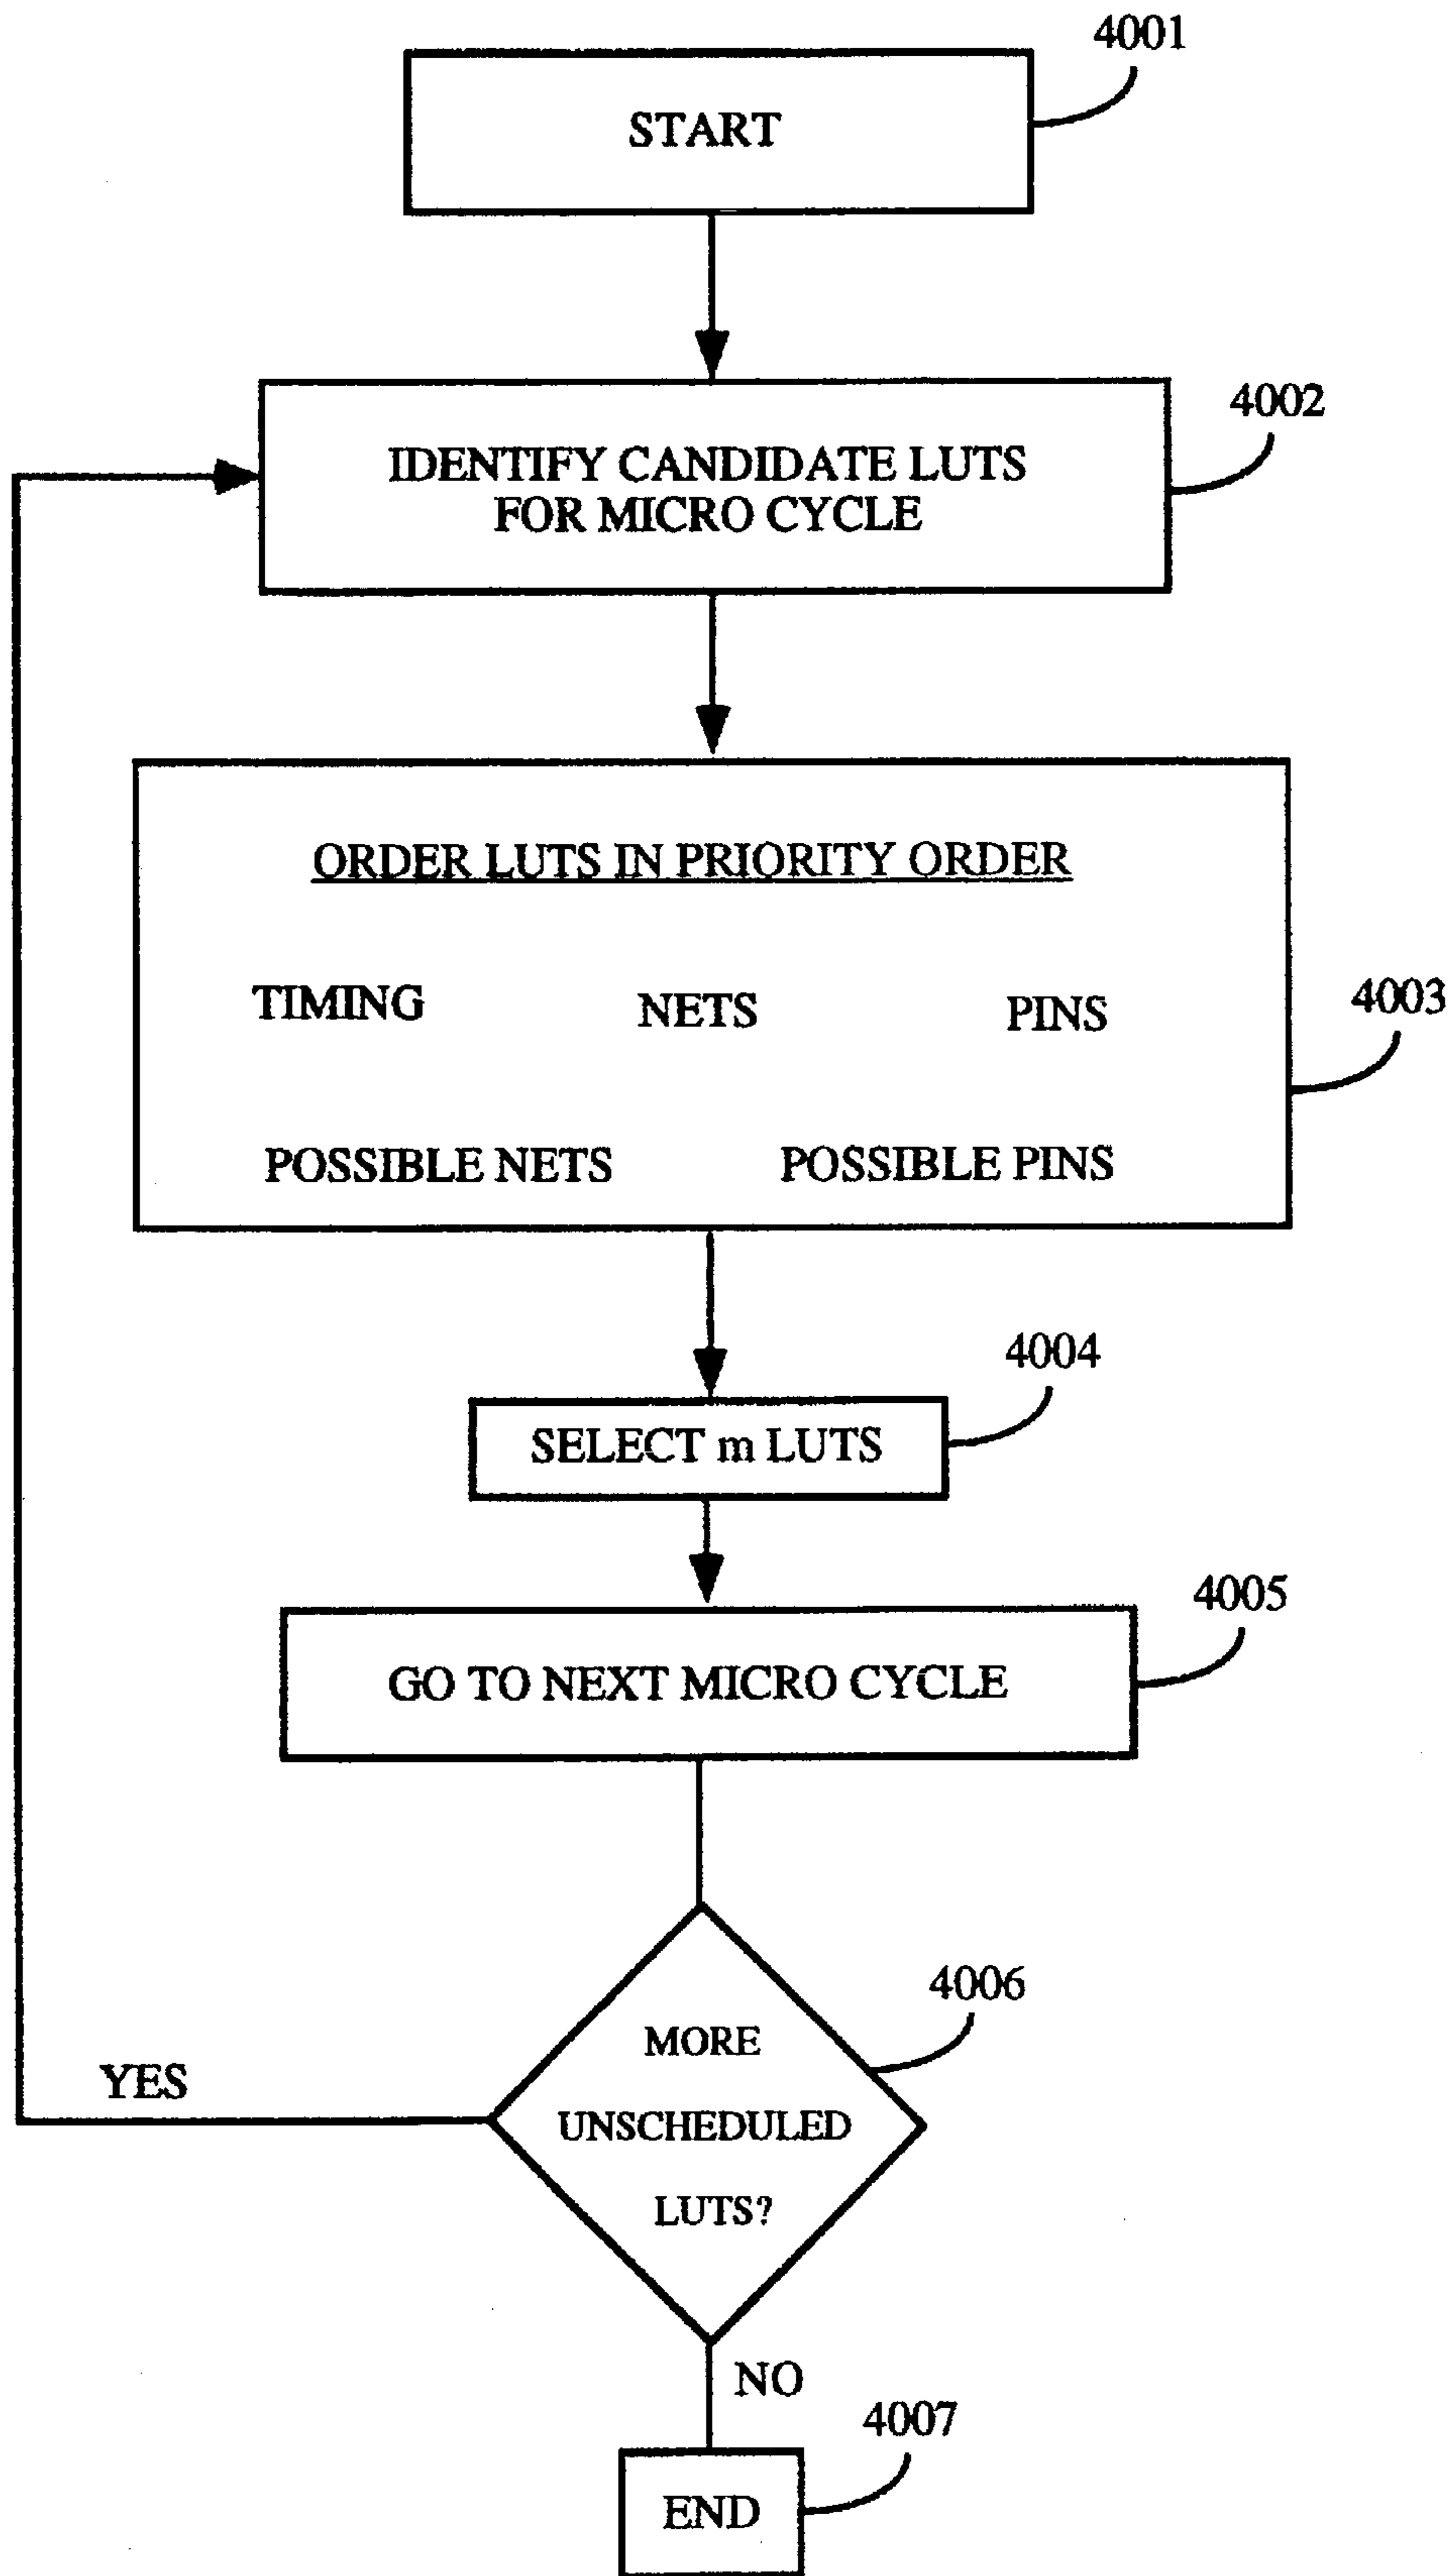 4001
START
4002
IDENTIFY CANDIDATE LUTS
FOR MICRO CYCLE
ORDER LUTS IN PRIORITY ORDER
4003
TIMING NETS PINS
POSSIBLE NETS POSSIBLE PINS
4004
SELECT m LUTS
4005
GO TO NEXT MICRO CYCLE
4006
MORE
UNSCHEDULED
LUTS?
YES
NO
4007
END